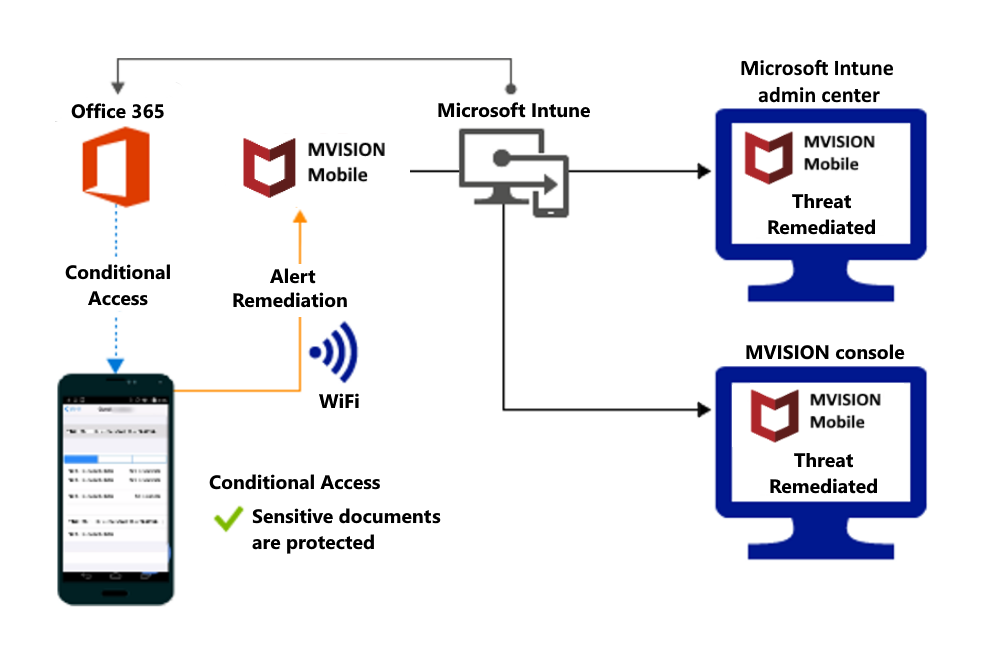 Microsoft Intune
admin center
Office 365
Microsoft Intune
MVISION
Mobile
MVISION
Mobile
Threat
Remediated
Conditional
Access
Alert
Remediation
WiFi
MVISION console
MVISION
Mobile
Threat
Remediated
Conditional Access
Sensitive documents
are protected